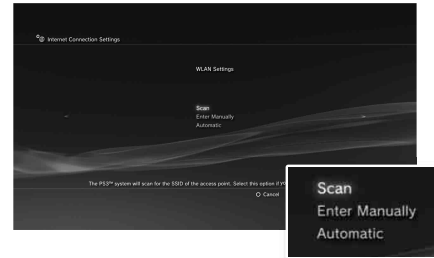 Internet Connection Settings
WLAN Settings
Scan
Enter Manually
Automatic
The PS3™ system will scan for the SSID of the access point. Select this option if
Cancel
Scan
Enter Manually
Automatic